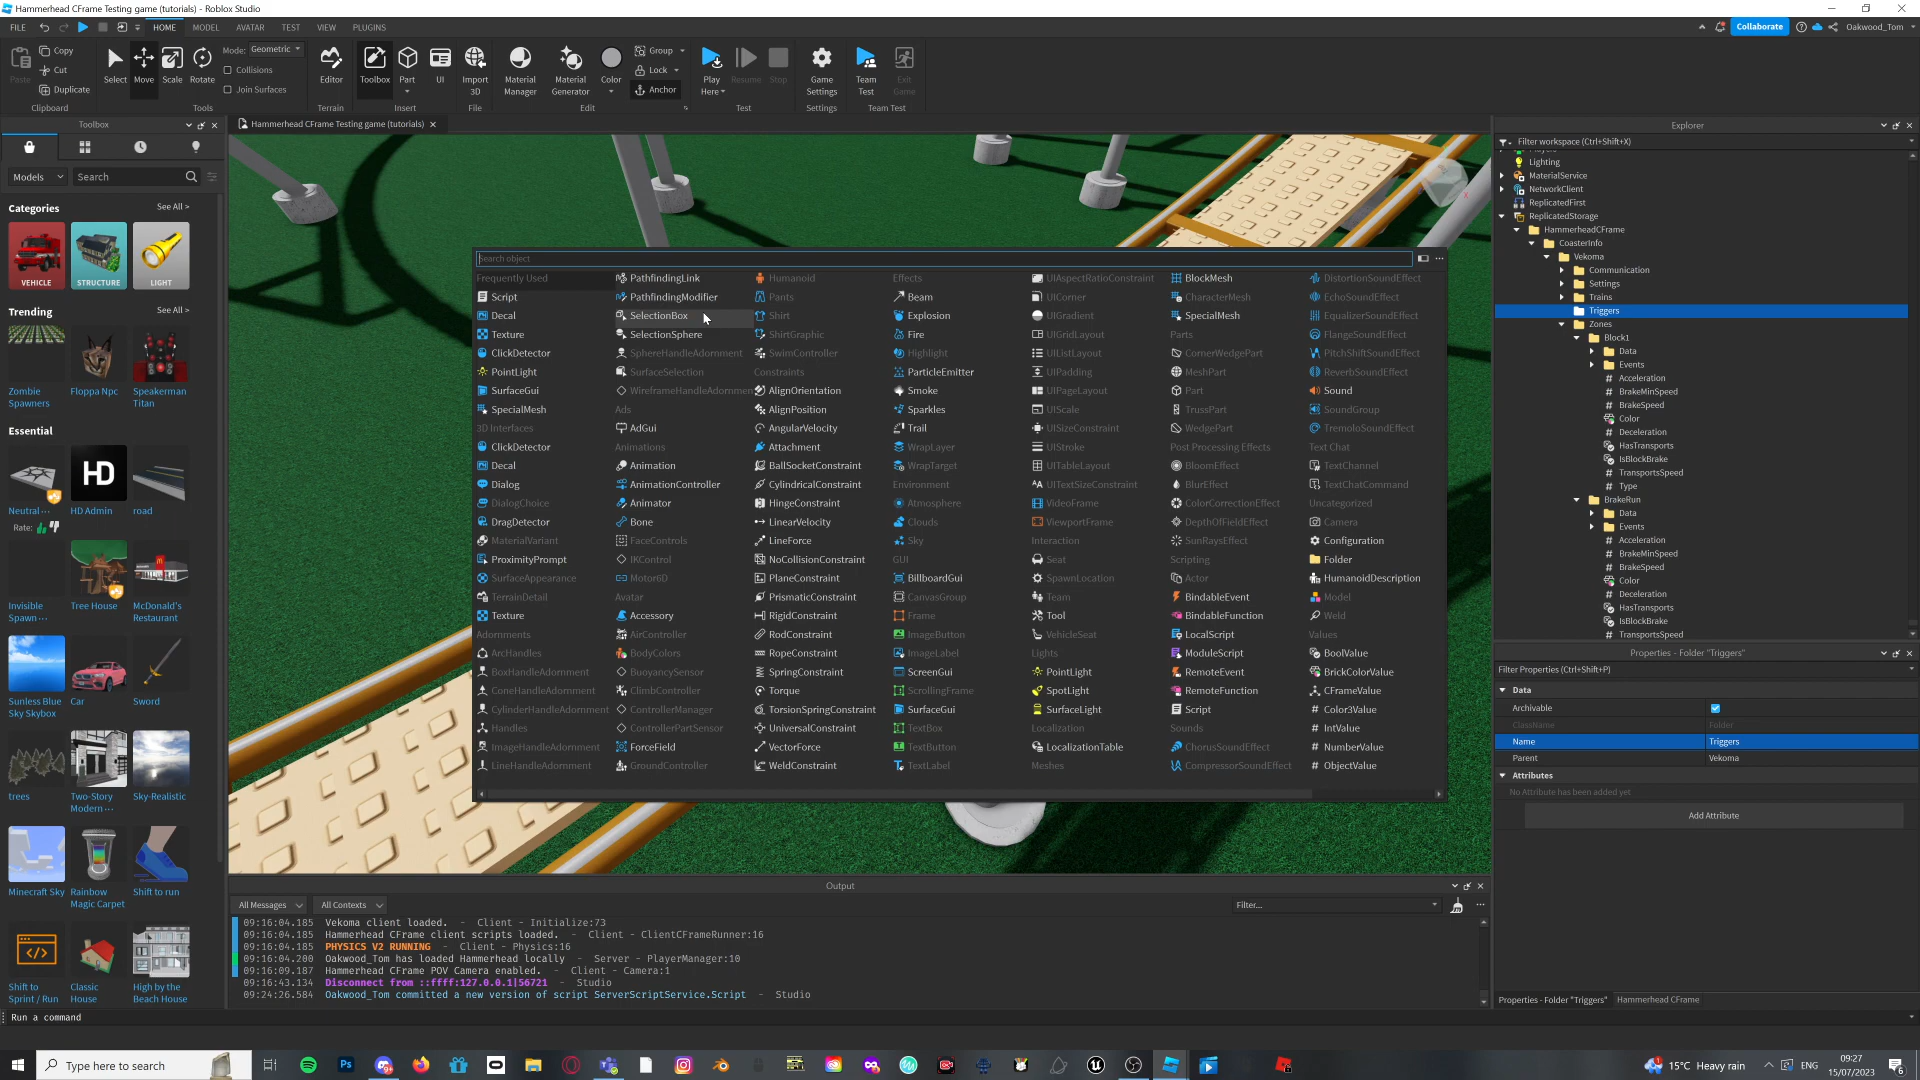 Hammerhead CFrame Testing game (tutorials) - Roblox Studio
FILE HOME MODEL AVATAR TEST VIEW PLUGINS Collaborate Oakwood_Tom
Paste Copy Cut Duplicate Select Move Scale Rotate Mode: Geometric Collisions Join Surfaces Editor Toolbox Part UI Import 3D Material Manager Material Generator Color Group Lock Anchor Play Here Resume Stop Game Settings Team Test Exit Game
Clipboard Tools Terrain Insert File Edit Test Settings Team Test
Toolbox
Models Search
Categories See All >
VEHICLE STRUCTURE LIGHT
Trending See All >
Zombie Spawners
Floppa Npc
Speakerman Titan
Essential
HD
Neutral ...
HD Admin
road
Rate:
Invisible Spawn ...
Tree House
McDonald's Restaurant
Sunless Blue Sky Skybox
Car
Sword
trees
Two-Story Modern ...
Sky-Realistic
Minecraft Sky
Rainbow Magic Carpet
Shift to run
Shift to Sprint / Run
Classic House
High by the Beach House
Run a command
Hammerhead CFrame Testing game (tutorials)
Search object
Frequently Used
Script
Decal
Texture
ClickDetector
PointLight
SurfaceGui
SpecialMesh
3D Interfaces
ClickDetector
Decal
Dialog
DialogChoice
DragDetector
MaterialVariant
ProximityPrompt
SurfaceAppearance
TerrainDetail
Texture
Adornments
ArcHandles
BoxHandleAdornment
ConeHandleAdornment
CylinderHandleAdornment
Handles
ImageHandleAdornment
LineHandleAdornment
PathfindingLink
PathfindingModifier
SelectionBox
SelectionSphere
SphereHandleAdornment
SurfaceSelection
WireframeHandleAdornmen
Ads
AdGui
Animations
Animation
AnimationController
Animator
Bone
FaceControls
IKControl
Motor6D
Avatar
Accessory
AirController
BodyColors
BuoyancySensor
ClimbController
ControllerManager
ControllerPartSensor
ForceField
GroundController
Humanoid
Pants
Shirt
ShirtGraphic
SwimController
Constraints
AlignOrientation
AlignPosition
AngularVelocity
Attachment
BallSocketConstraint
CylindricalConstraint
HingeConstraint
LinearVelocity
LineForce
NoCollisionConstraint
PlaneConstraint
PrismaticConstraint
RigidConstraint
RodConstraint
RopeConstraint
SpringConstraint
Torque
TorsionSpringConstraint
UniversalConstraint
VectorForce
WeldConstraint
Effects
Beam
Explosion
Fire
Highlight
ParticleEmitter
Smoke
Sparkles
Trail
WrapLayer
WrapTarget
Environment
Atmosphere
Clouds
Sky
GUI
BillboardGui
CanvasGroup
Frame
ImageButton
ImageLabel
ScreenGui
ScrollingFrame
SurfaceGui
TextBox
TextButton
TextLabel
UIAspectRatioConstraint
UICorner
UIGradient
UIGridLayout
UIListLayout
UIPadding
UIPageLayout
UIScale
UISizeConstraint
UIStroke
UITableLayout
UITextSizeConstraint
VideoFrame
ViewportFrame
Interaction
Seat
SpawnLocation
Team
Tool
VehicleSeat
Lights
PointLight
SpotLight
SurfaceLight
Localization
LocalizationTable
Meshes
BlockMesh
CharacterMesh
SpecialMesh
Parts
CornerWedgePart
MeshPart
Part
TrussPart
WedgePart
Post Processing Effects
BloomEffect
BlurEffect
ColorCorrectionEffect
DepthOfFieldEffect
SunRaysEffect
Scripting
Actor
BindableEvent
BindableFunction
LocalScript
ModuleScript
RemoteEvent
RemoteFunction
Script
Sounds
ChorusSoundEffect
CompressorSoundEffect
DistortionSoundEffect
EchoSoundEffect
EqualizerSoundEffect
FlangeSoundEffect
PitchShiftSoundEffect
ReverbSoundEffect
Sound
SoundGroup
TremoloSoundEffect
Text Chat
TextChannel
TextChatCommand
Uncategorized
Camera
Configuration
Folder
HumanoidDescription
Model
Weld
Values
BoolValue
BrickColorValue
CFrameValue
Color3Value
IntValue
NumberValue
ObjectValue
Output
All Messages All Contexts Filter...
09:16:04.185 Vekoma client loaded. - Client - Initialize:73
09:16:04.185 Hammerhead CFrame client scripts loaded. - Client - ClientCFrameRunner:16
09:16:04.185 PHYSICS V2 RUNNING - Client - Physics:16
09:16:04.200 Oakwood_Tom has loaded Hammerhead locally - Server - PlayerManager:10
09:16:09.187 Hammerhead CFrame POV Camera enabled. - Client - Camera:1
09:16:43.134 Disconnect from ::ffff:127.0.0.1|56721 - Studio
09:24:26.584 Oakwood_Tom committed a new version of script ServerScriptService.Script - Studio
Explorer
Filter workspace (Ctrl+Shift+X)
Lighting
MaterialService
NetworkClient
ReplicatedFirst
ReplicatedStorage
HammerheadCFrame
CoasterInfo
Vekoma
Communication
Settings
Trains
Triggers
Zones
Block1
Data
Events
Acceleration
BrakeMinSpeed
BrakeSpeed
Color
Deceleration
HasTransports
IsBlockBrake
TransportsSpeed
Type
BrakeRun
Data
Events
Acceleration
BrakeMinSpeed
BrakeSpeed
Color
Deceleration
HasTransports
IsBlockBrake
TransportsSpeed
Properties - Folder "Triggers"
Filter Properties (Ctrl+Shift+P)
Data
Archivable
ClassName Folder
Name Triggers
Parent Vekoma
Attributes
No Attribute has been added yet
Add Attribute
Properties - Folder "Triggers" Hammerhead CFrame
Type here to search
15°C Heavy rain ENG 09:27 15/07/2023 6